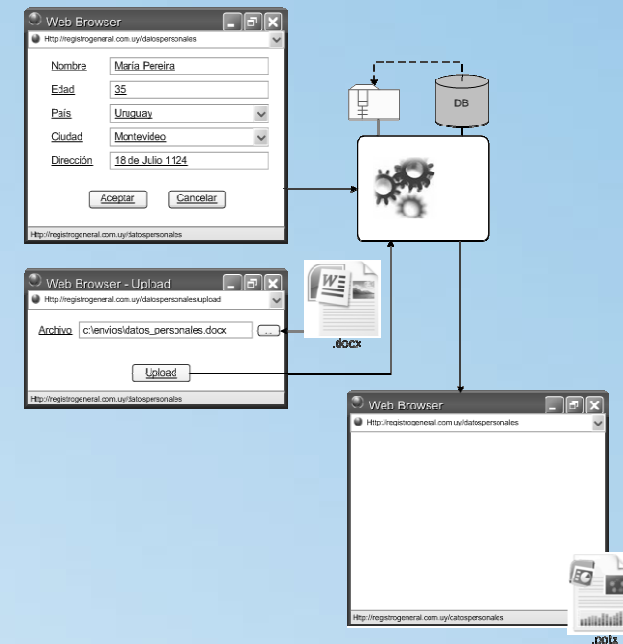 Web Browser
Http://registrogeneral.com.uy/datospersonales
Nombre María Pereira
Edad 35
País Uruguay
Ciudad Montevideo
Dirección 18 de Julio 1124
Aceptar Cancelar
Http://registrogeneral.com.uy/datospersonales
DB
Web Browser - Upload
Http://registrogeneral.com.uy/datospersonales/upload
Archivo c:\envios\datos_personales.docx ...
Upload
Http://registrogeneral.com.uy/datospersonales
W
.docx
Web Browser
Http://registrogeneral.com.uy/datospersonales
Http://registrogeneral.com.uy/catospersonales
.pptx